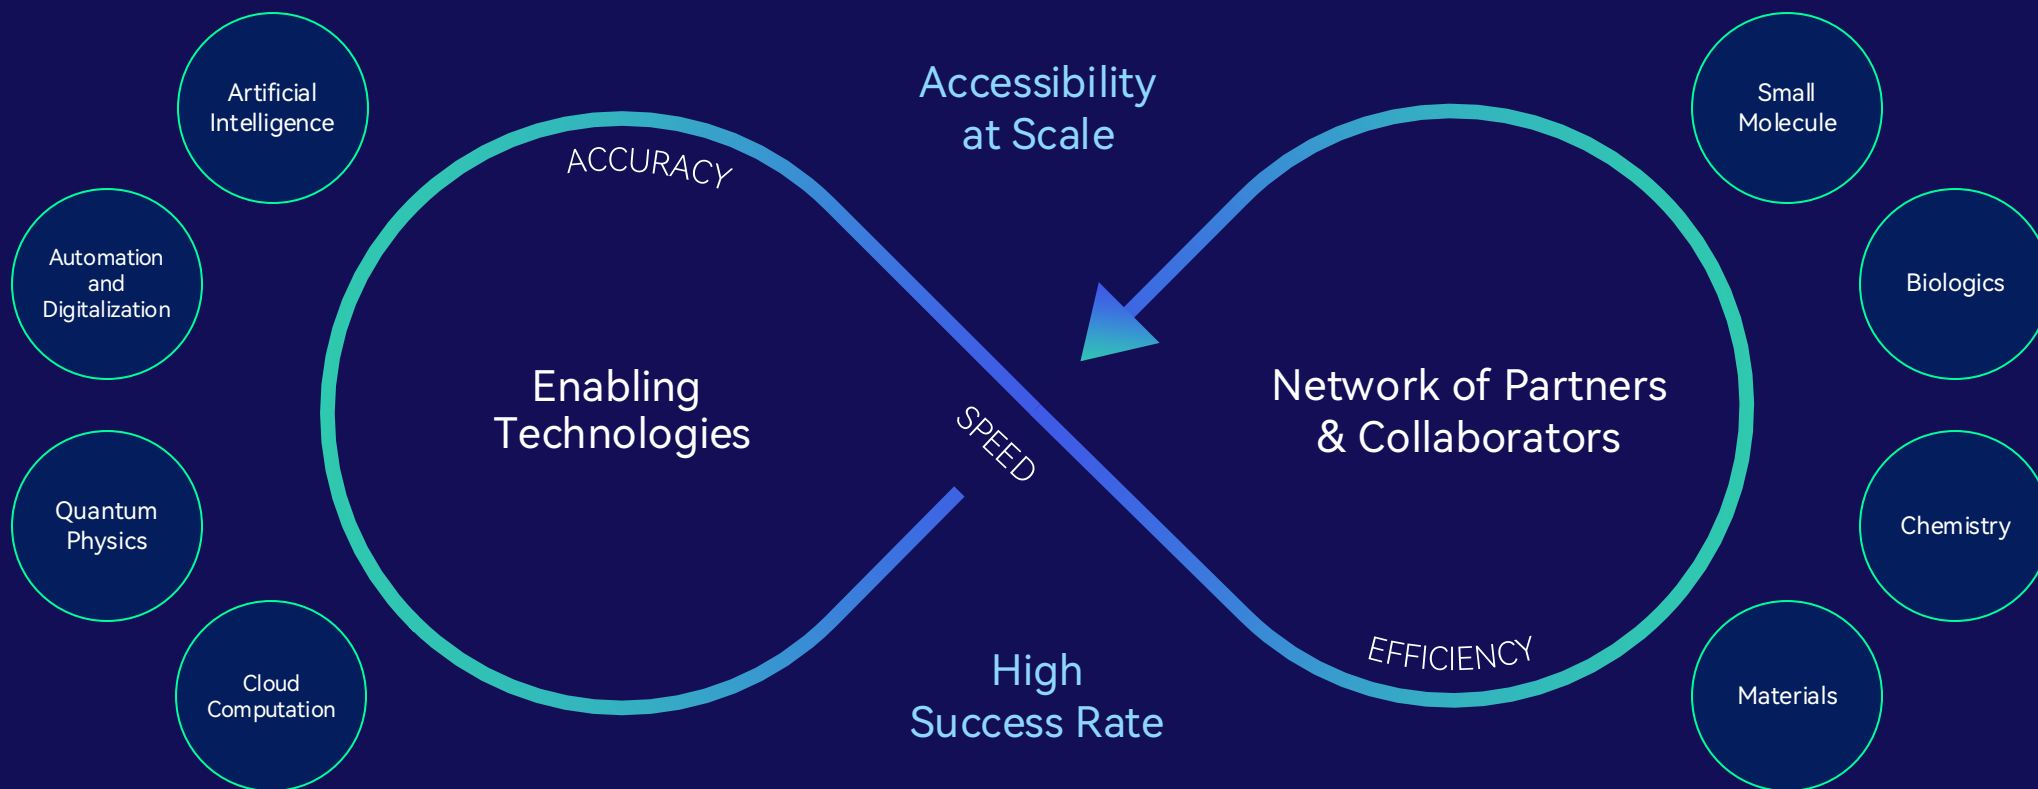 Artificial
Intelligence
Automation
and
Digitalization
Quantum
Physics
Cloud
Computation
ACCURACY
Enabling
Technologies
Accessibility
at Scale
SPEED
High
Success Rate
Network of Partners
& Collaborators
EFFICIENCY
Small
Molecule
Biologics
Chemistry
Materials